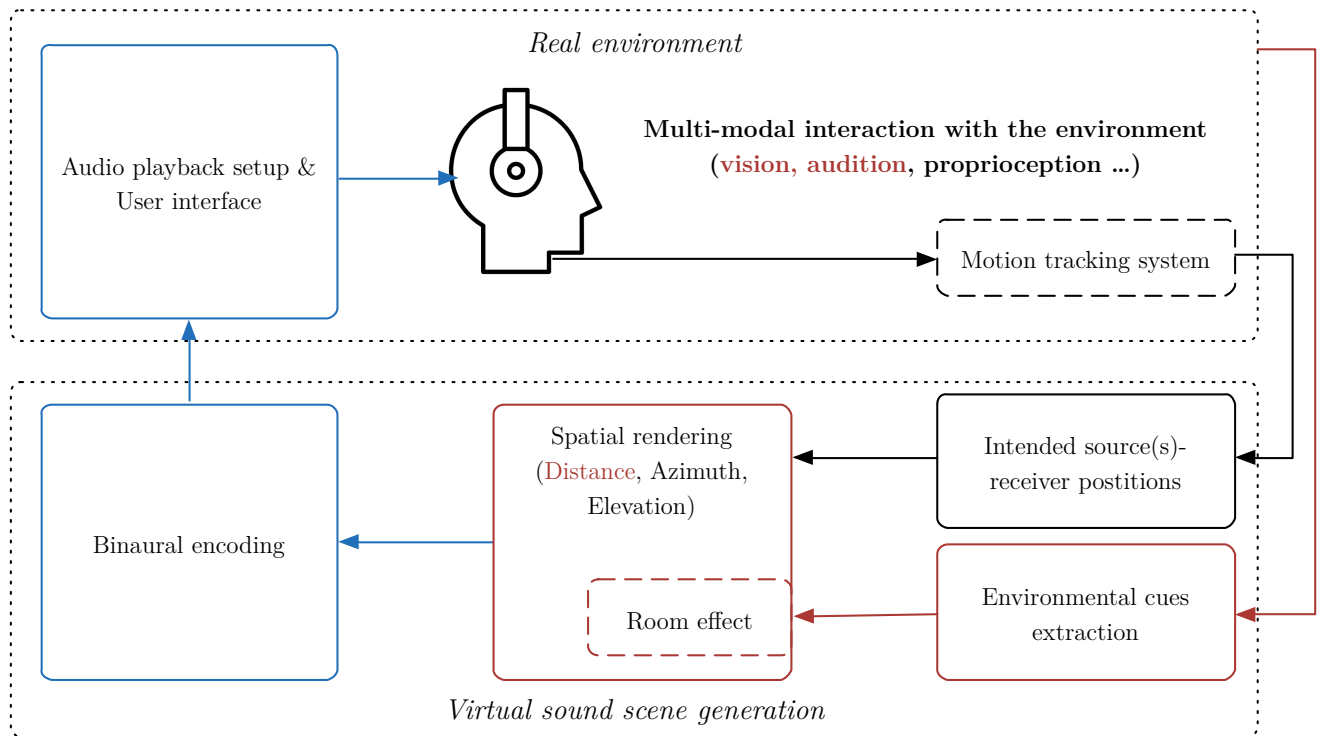 Real environment
Audio playback setup &
User interface
Multi-modal interaction with the environment
(vision, audition, proprioception …)
Motion tracking system
Binaural encoding
Spatial rendering
(Distance, Azimuth,
Elevation)
Room effect
Intended source(s)-
receiver postitions
Environmental cues
extraction
Virtual sound scene generation